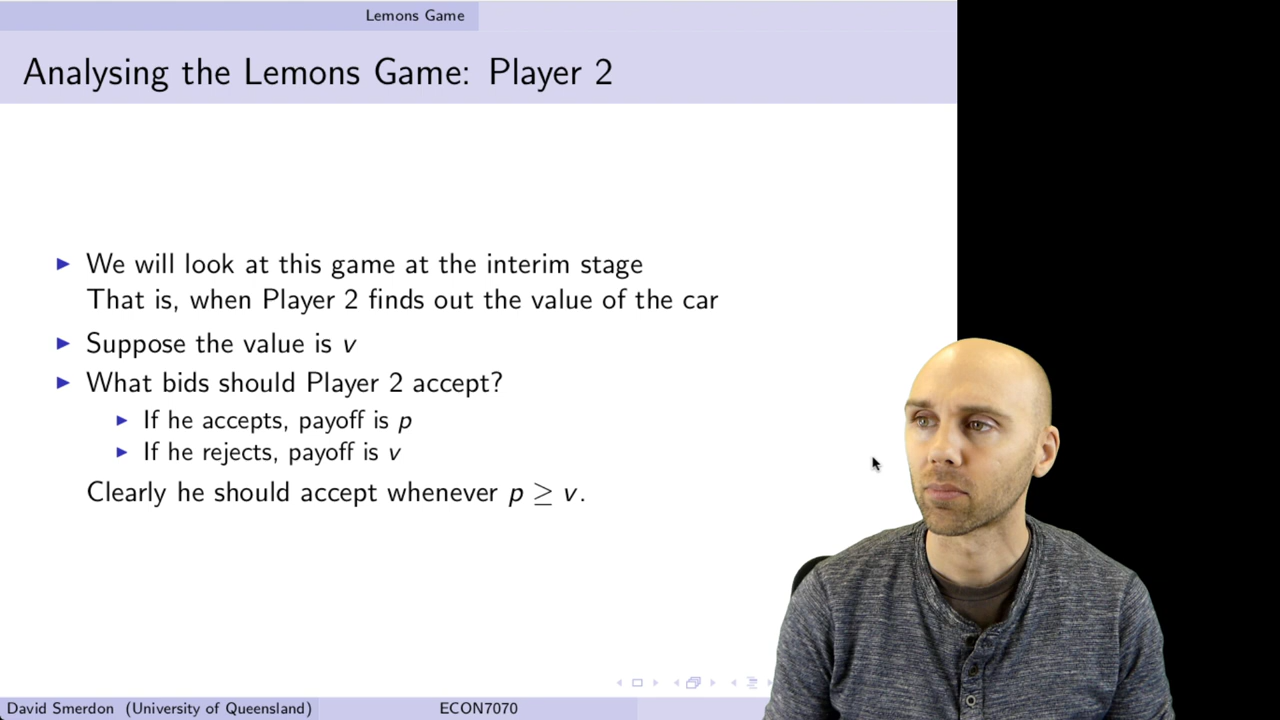 Lemons Game
Analysing the Lemons Game: Player 2
We will look at this game at the interim stage
That is, when Player 2 finds out the value of the car
Suppose the value is v
What bids should Player 2 accept?
If he accepts, payoff is p
If he rejects, payoff is v
Clearly he should accept whenever p ≥ v.
David Smerdon (University of Queensland)
ECON7070